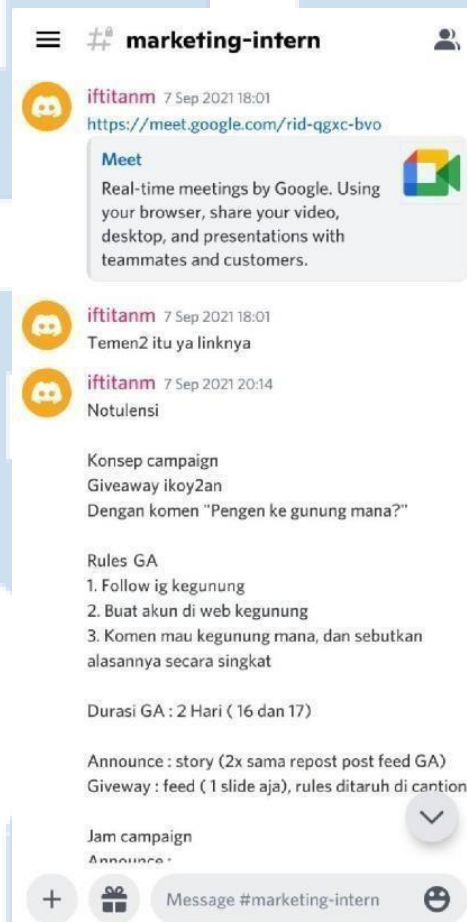 marketing-intern
iftitanm 7 Sep 2021 18:01
https://meet.google.com/rid-qgxc-bvo
Meet
Real-time meetings by Google. Using
your browser, share your video,
desktop, and presentations with
teammates and customers.
iftitanm 7 Sep 2021 18:01
Temen2 itu ya linknya
iftitanm 7 Sep 2021 20:14
Notulensi
Konsep campaign
Giveaway ikoy2an
Dengan komen "Pengen ke gunung mana?"
Rules GA
1. Follow ig kegunung
2. Buat akun di web kegunung
3. Komen mau kegunung mana, dan sebutkan
alasannya secara singkat
Durasi GA : 2 Hari ( 16 dan 17)
Announce : story (2x sama repost post feed GA)
Giveway : feed ( 1 slide aja), rules ditaruh di caption
Jam campaign
Announce :
Message #marketing-intern